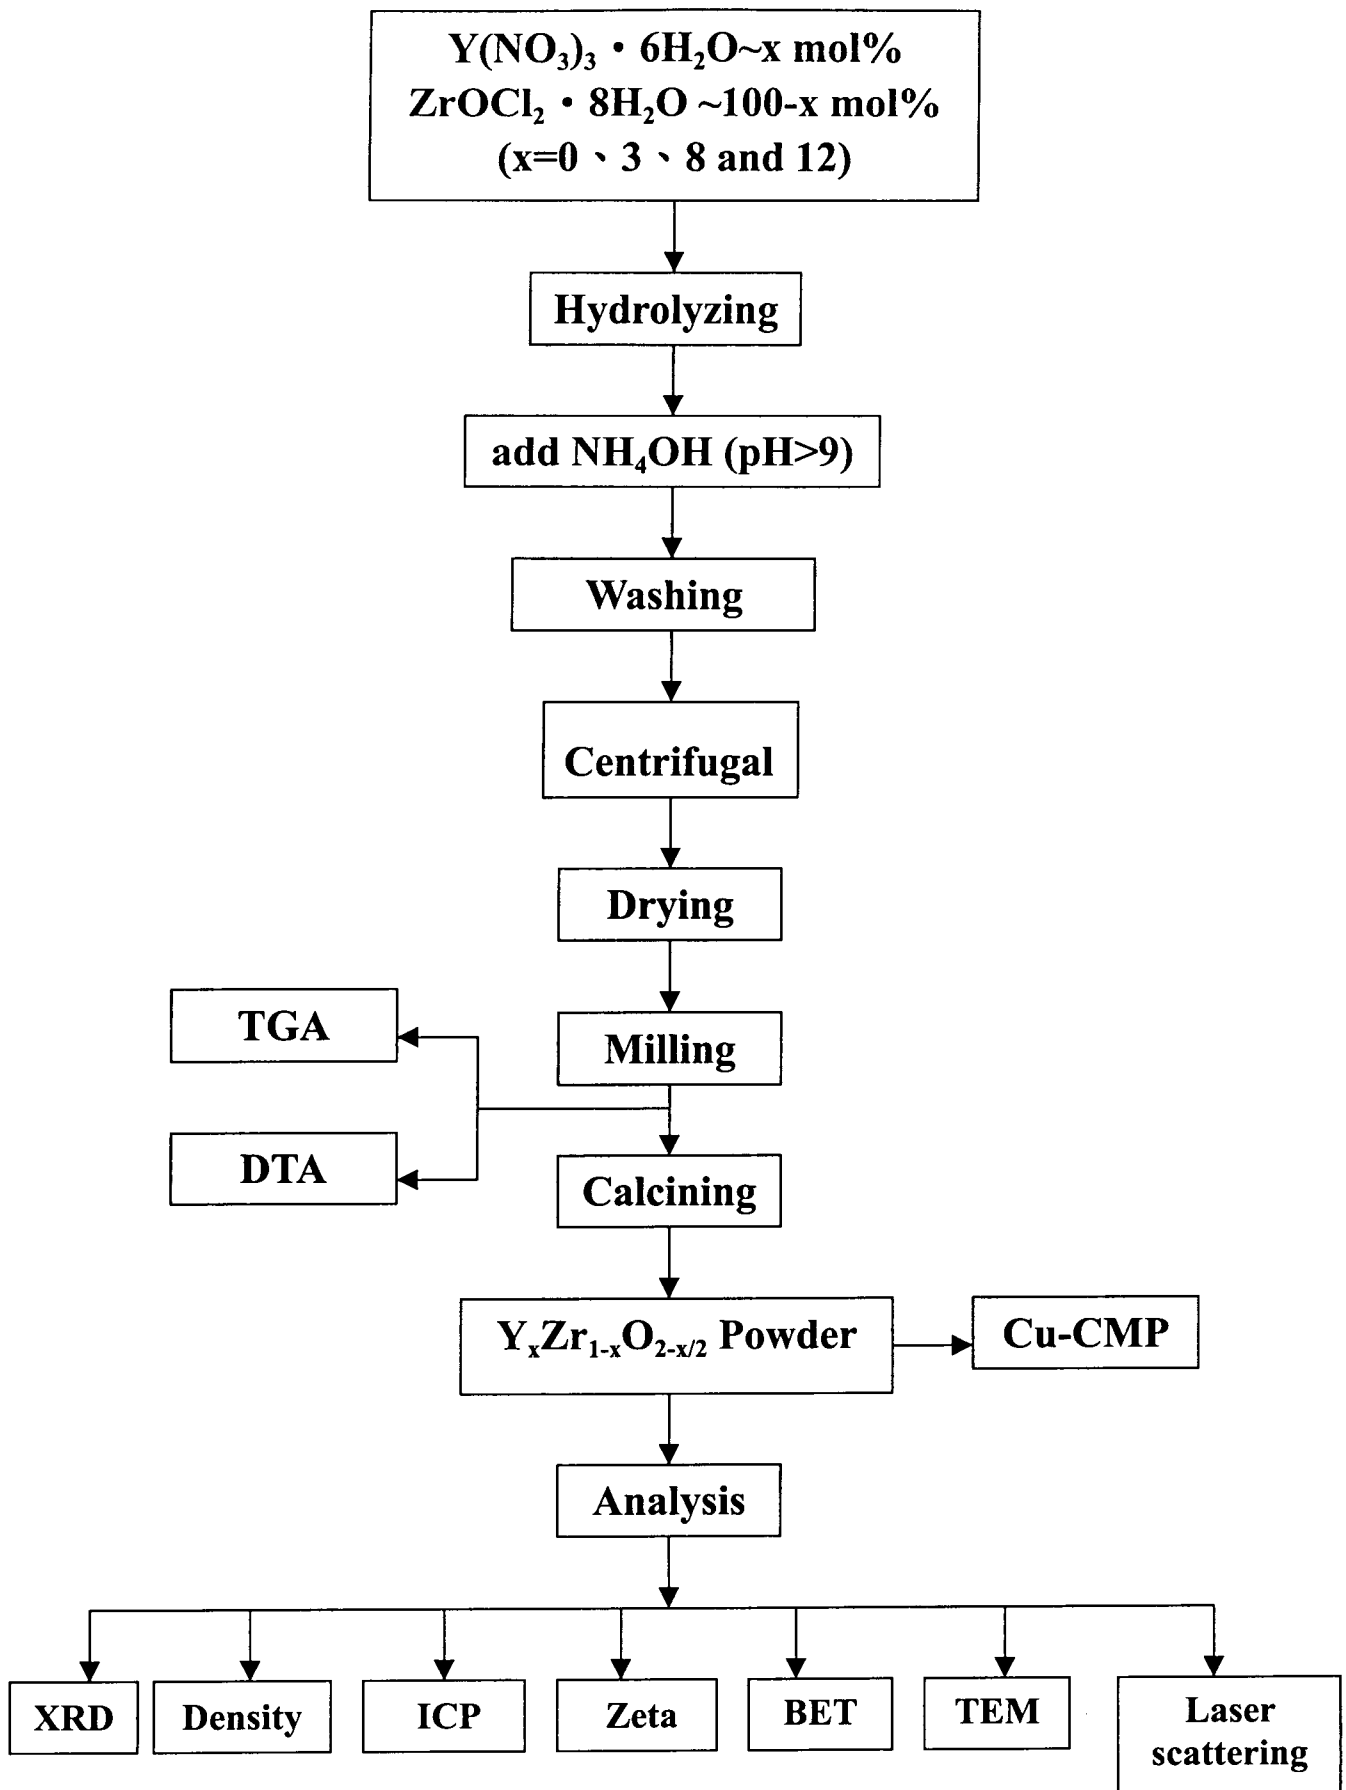 Y(NO₃)₃・6H₂O~x mol%
ZrOCl₂・8H₂O ~100-x mol%
(x=0、3、8 and 12)
Hydrolyzing
add NH₄OH (pH>9)
Washing
Centrifugal
Drying
TGA
Milling
DTA
Calcining
YₓZr₁₋ₓO₂₋ₓ/₂ Powder
Cu-CMP
Analysis
XRD
Density
ICP
Zeta
BET
TEM
Laser
scattering